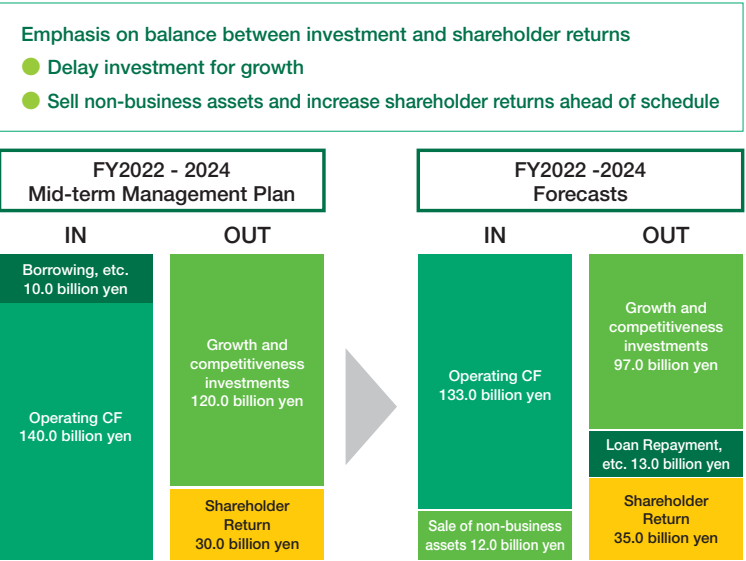 Emphasis on balance between investment and shareholder returns
Delay investment for growth
Sell non-business assets and increase shareholder returns ahead of schedule
FY2022 - 2024
Mid-term Management Plan
IN
OUT
Borrowing, etc.
10.0 billion yen
Operating CF
140.0 billion yen
Growth and
competitiveness
investments
120.0 billion yen
Shareholder
Return
30.0 billion yen
FY2022 -2024
Forecasts
IN
OUT
Operating CF
133.0 billion yen
Sale of non-business
assets 12.0 billion yen
Growth and
competitiveness
investments
97.0 billion yen
Loan Repayment,
etc. 13.0 billion yen
Shareholder
Return
35.0 billion yen